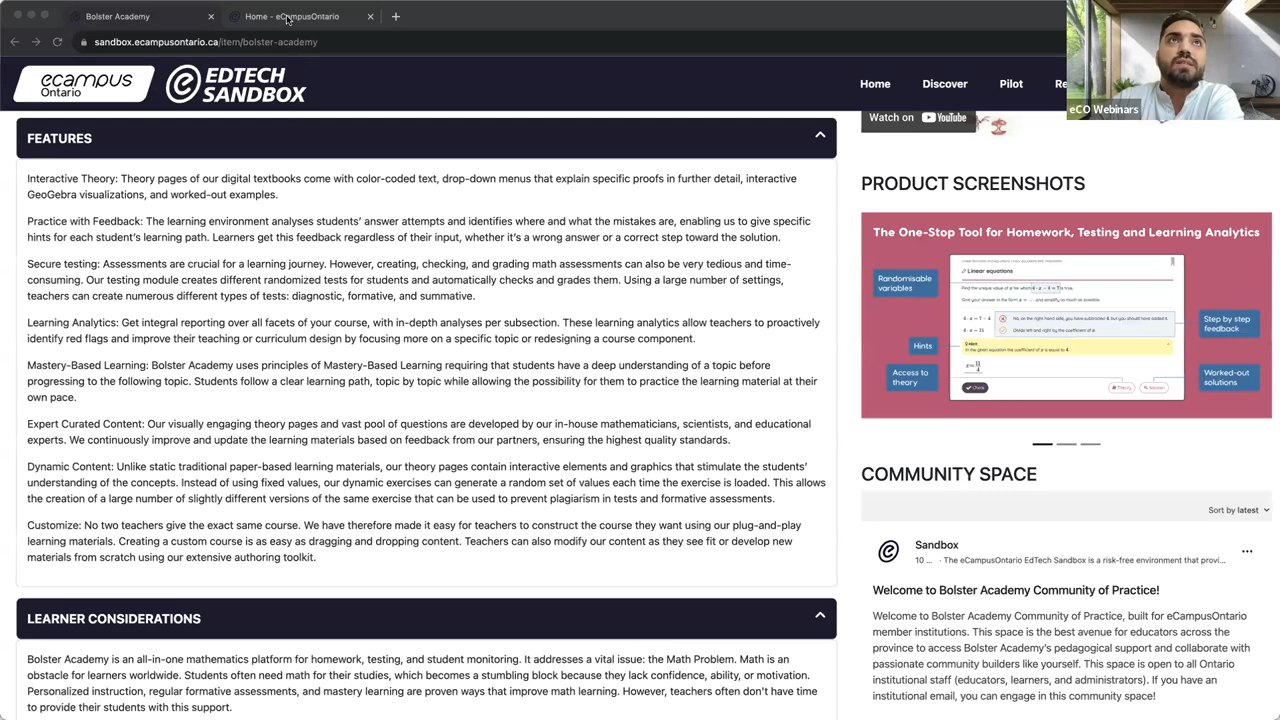 Bolster Academy
Home - eCampusOntario
sandbox.ecampusontario.ca/item/bolster-academy
ecampus
Ontario
EDTECH
SANDBOX
Home
Discover
Pilot
Re
eCO Webinars
FEATURES
Interactive Theory: Theory pages of our digital textbooks come with color-coded text, drop-down menus that explain specific proofs in further detail, interactive
GeoGebra visualizations, and worked-out examples.
Practice with Feedback: The learning environment analyses students' answer attempts and identifies where and what the mistakes are, enabling us to give specific
hints for each student's learning path. Learners get this feedback regardless of their input, whether it's a wrong answer or a correct step toward the solution.
Secure testing: Assessments are crucial for a learning journey. However, creating, checking, and grading math assessments can also be very tedious and time-
consuming. Our testing module creates different randomized tests for students and automatically checks and grades them. Using a large number of settings,
teachers can create numerous different types of tests: diagnostic, formative, and summative.
Learning Analytics: Get integral reporting over all facets of your course, with in-depth analyses per subsection. These learning analytics allow teachers to proactively
identify red flags and improve their teaching or curriculum design by focusing more on a specific topic or redesigning a course component.
Mastery-Based Learning: Bolster Academy uses principles of Mastery-Based Learning requiring that students have a deep understanding of a topic before
progressing to the following topic. Students follow a clear learning path, topic by topic while allowing the possibility for them to practice the learning material at their
own pace.
Expert Curated Content: Our visually engaging theory pages and vast pool of questions are developed by our in-house mathematicians, scientists, and educational
experts. We continuously improve and update the learning materials based on feedback from our partners, ensuring the highest quality standards.
Dynamic Content: Unlike static traditional paper-based learning materials, our theory pages contain interactive elements and graphics that stimulate the students'
understanding of the concepts. Instead of using fixed values, our dynamic exercises can generate a random set of values each time the exercise is loaded. This allows
the creation of a large number of slightly different versions of the same exercise that can be used to prevent plagiarism in tests and formative assessments.
Customize: No two teachers give the exact same course. We have therefore made it easy for teachers to construct the course they want using our plug-and-play
learning materials. Creating a custom course is as easy as dragging and dropping content. Teachers can also modify our content as they see fit or develop new
materials from scratch using our extensive authoring toolkit.
LEARNER CONSIDERATIONS
Bolster Academy is an all-in-one mathematics platform for homework, testing, and student monitoring. It addresses a vital issue: the Math Problem. Math is an
obstacle for learners worldwide. Students often need math for their studies, which becomes a stumbling block because they lack confidence, ability, or motivation.
Personalized instruction, regular formative assessments, and mastery learning are proven ways that improve math learning. However, teachers often don't have time
to provide their students with this support.
Watch on YouTube
PRODUCT SCREENSHOTS
The One-Stop Tool for Homework, Testing and Learning Analytics
Randomisable
variables
Hints
Access to
theory
Linear equations
Hint
Check
Theory
Solution
Step by step
feedback
Worked-out
solutions
COMMUNITY SPACE
Sort by latest
Sandbox
10 ... · The eCampusOntario EdTech Sandbox is a risk-free environment that provi...
Welcome to Bolster Academy Community of Practice!
Welcome to Bolster Academy Community of Practice, built for eCampusOntario
member institutions. This space is the best avenue for educators across the
province to access Bolster Academy's pedagogical support and collaborate with
passionate community builders like yourself. This space is open to all Ontario
institutional staff (educators, learners, and administrators). If you have an
institutional email, you can engage in this community space!